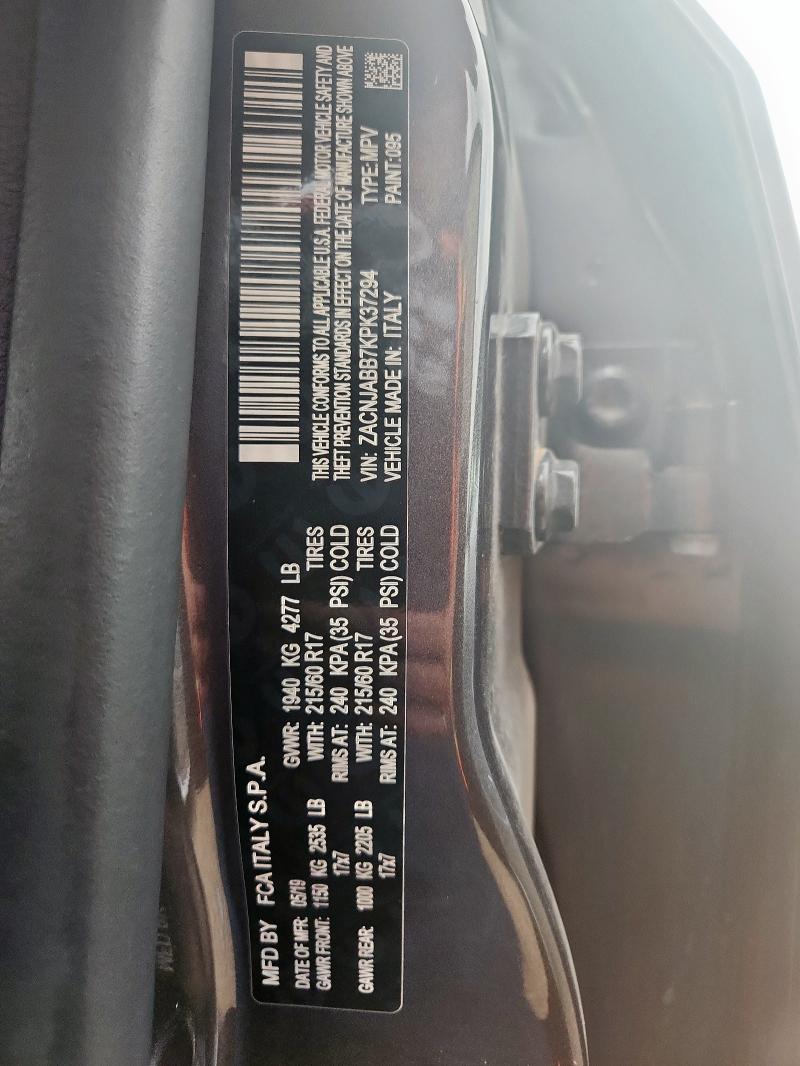 MFD BY FCA ITALY S.P.A.
DATE OF MFR: 05/19 GVWR: 1940 KG 4277 LB
GAWR FRONT: 1150 KG 2535 LB WITH: 215/60 R17 TIRES
17x7 RIMS AT: 240 KPA(35 PSI) COLD
GAWR REAR: 1000 KG 2205 LB WITH: 215/60 R17 TIRES
17x7 RIMS AT: 240 KPA(35 PSI) COLD
THIS VEHICLE CONFORMS TO ALL APPLICABLE U.S.A. FEDERAL MOTOR VEHICLE SAFETY AND
THEFT PREVENTION STANDARDS IN EFFECT ON THE DATE OF MANUFACTURE SHOWN ABOVE
VIN: ZACNJABB7KPK37294 TYPE: MPV
VEHICLE MADE IN: ITALY PAINT: 095